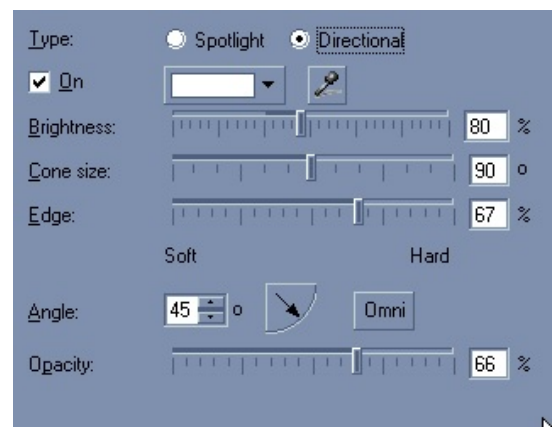 Type: Spotlight Directional
On
Brightness: 80 %
Cone size: 90 o
Edge: 67 %
Soft Hard
Angle: 45 o Omni
Opacity: 66 %